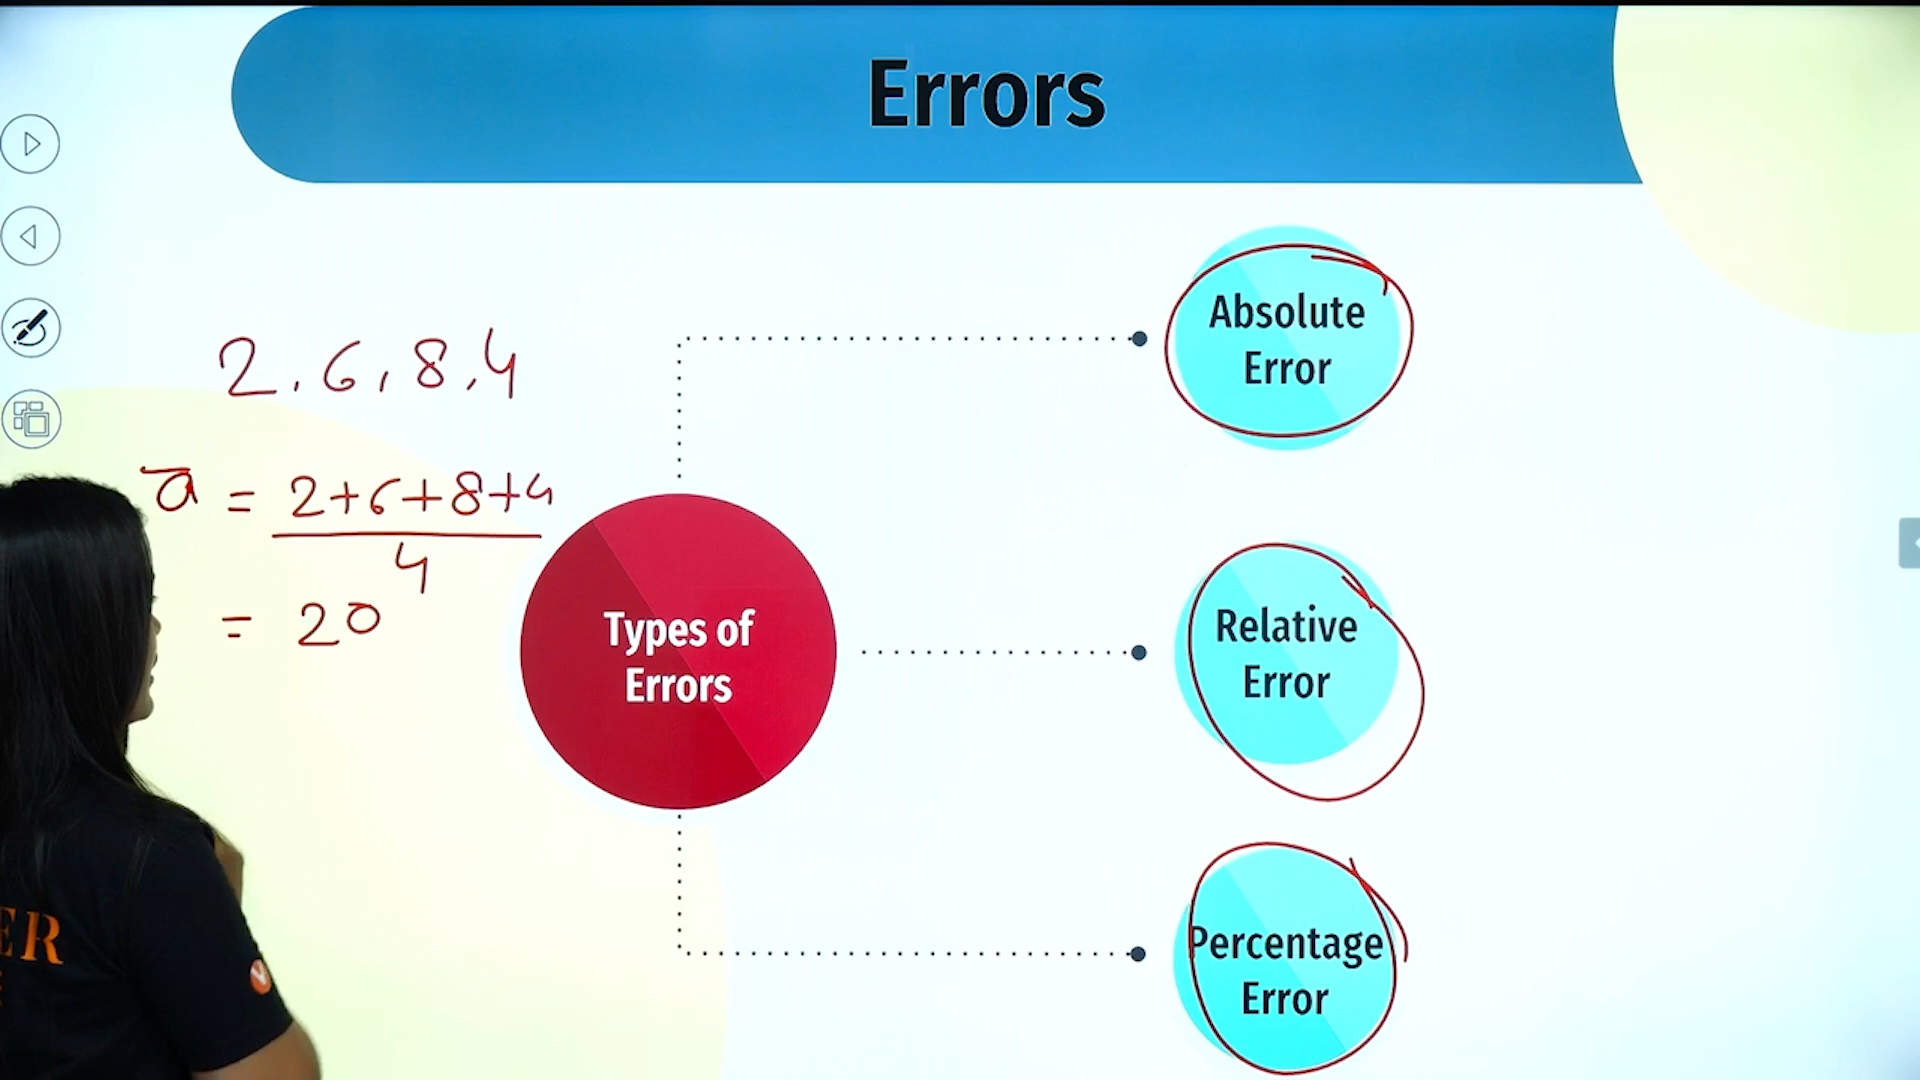 Errors
2, 6, 8, 4
ā = 2+6+8+4
4
= 20
Types of
Errors
Absolute
Error
Relative
Error
Percentage
Error
ER